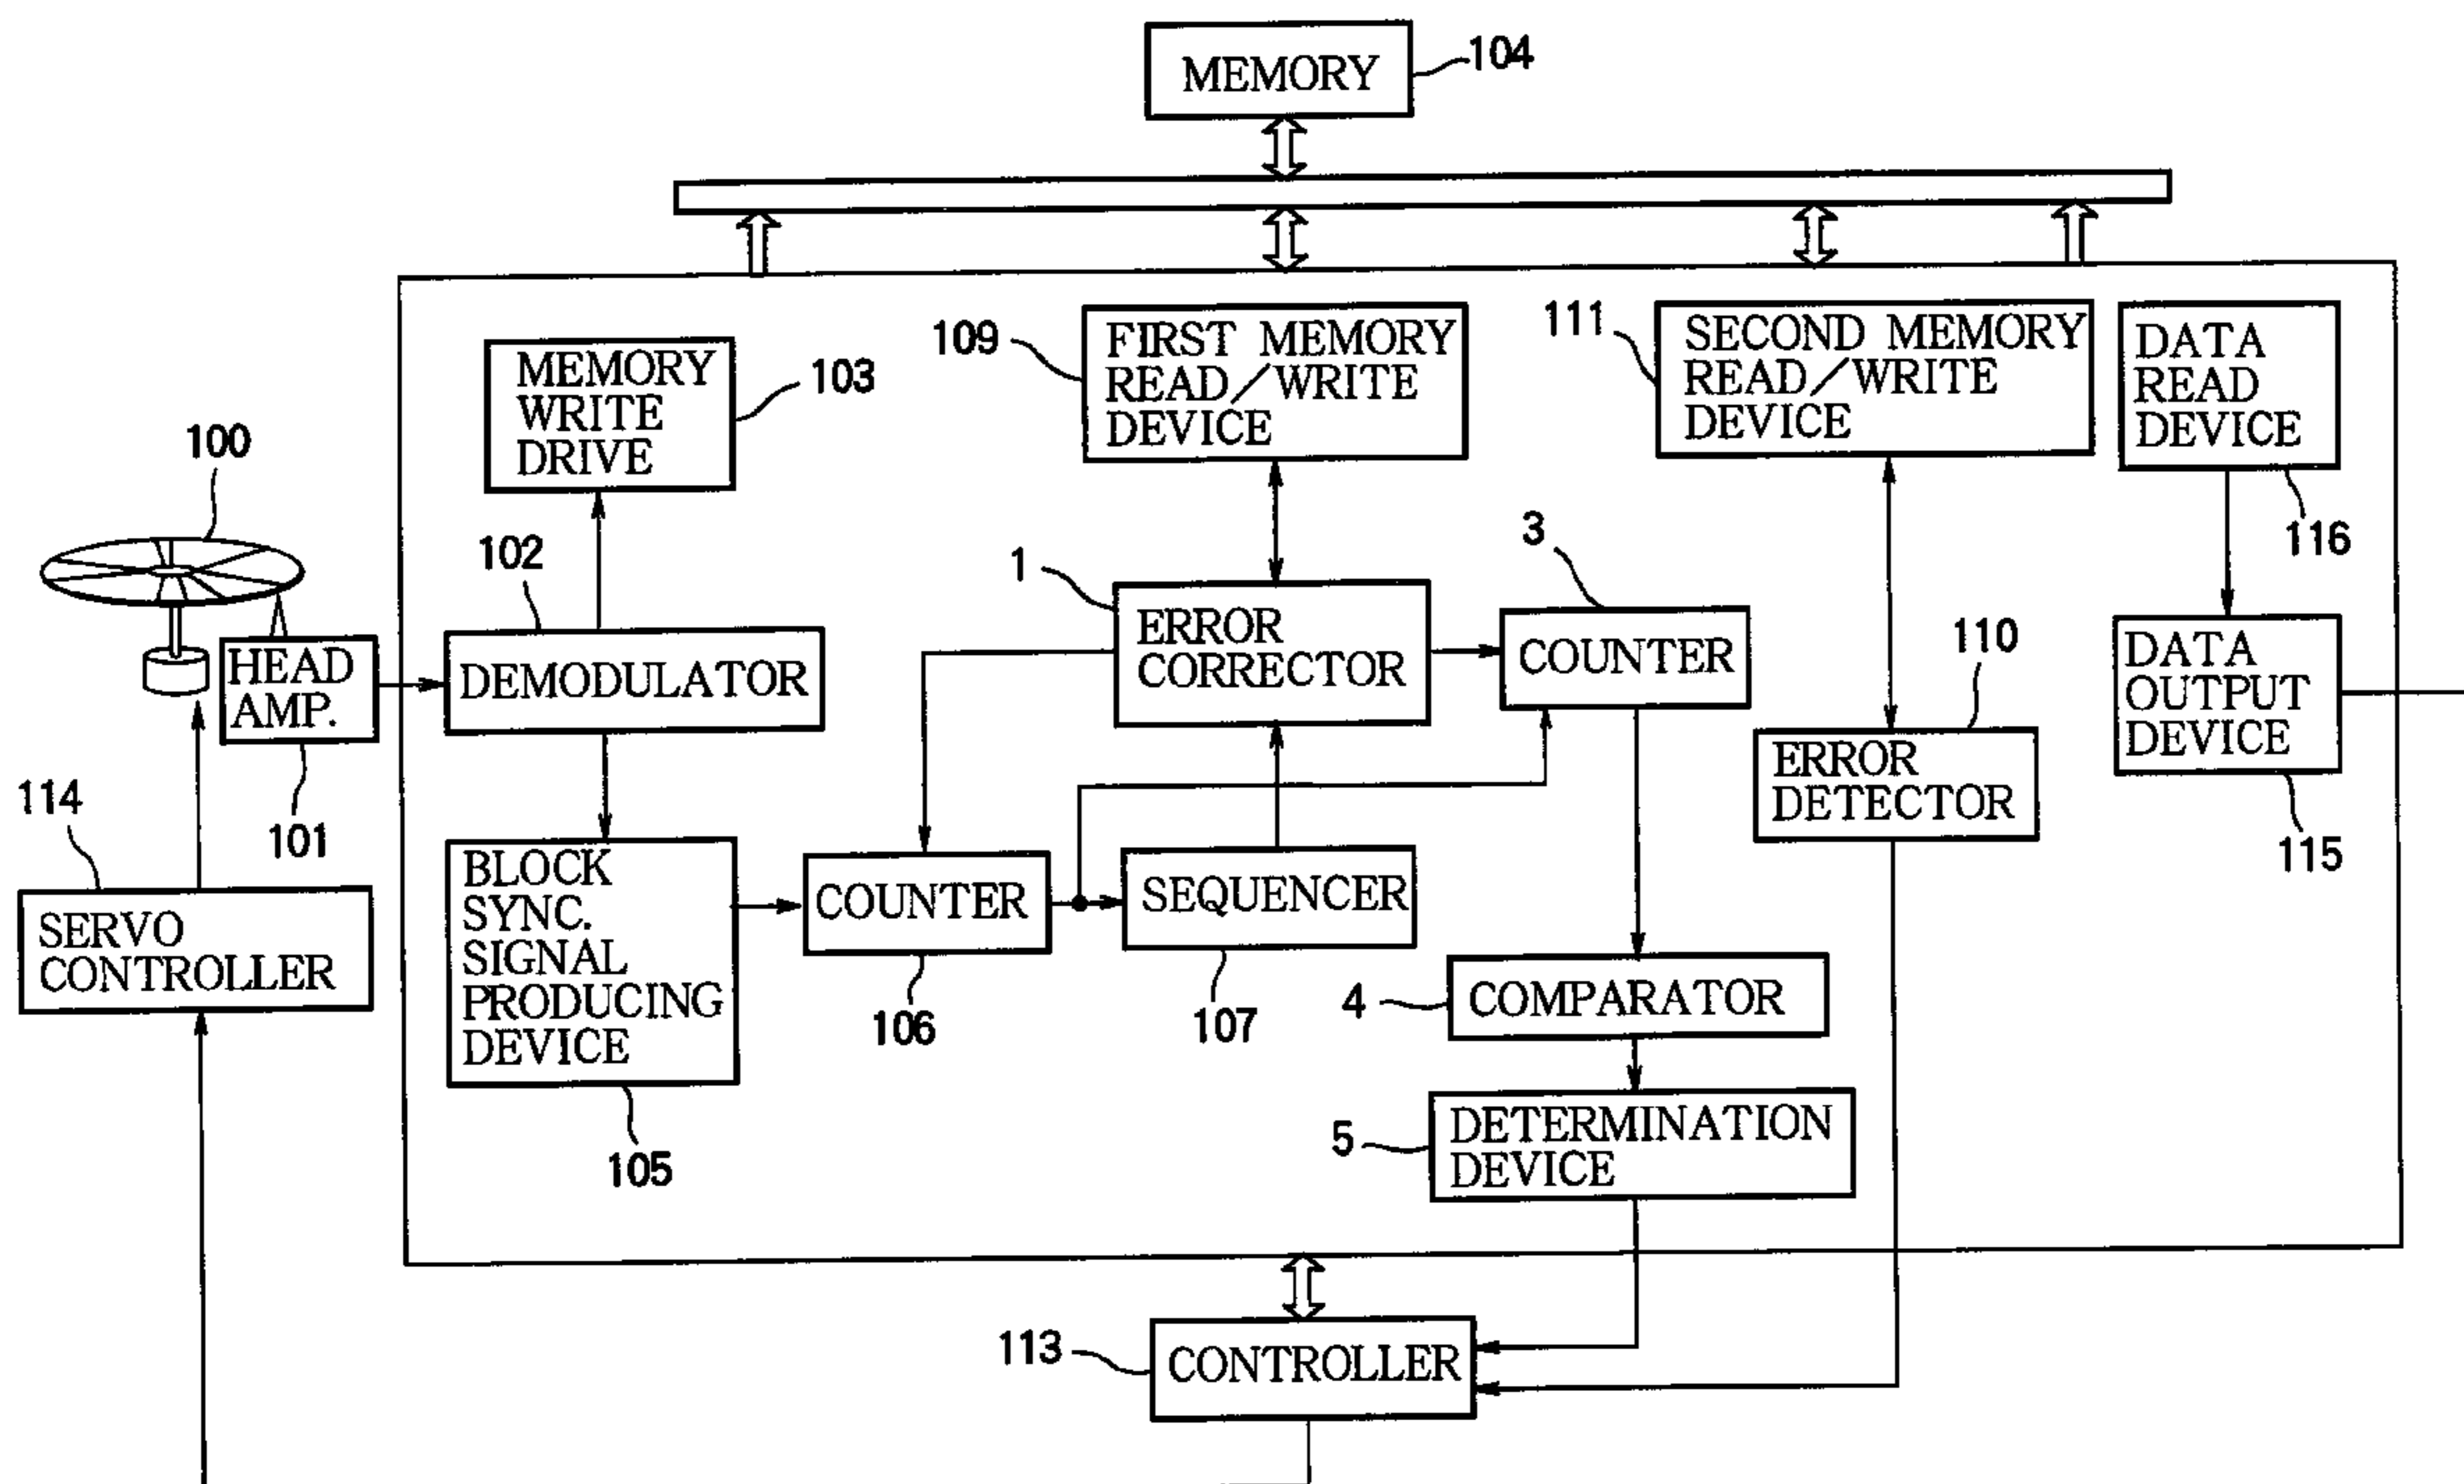 MEMORY
104
MEMORY
WRITE
DRIVE
103
109
FIRST MEMORY
READ/WRITE
DEVICE
111
SECOND MEMORY
READ/WRITE
DEVICE
DATA
READ
DEVICE
116
100
102
1
3
110
HEAD
AMP.
101
DEMODULATOR
ERROR
CORRECTOR
COUNTER
ERROR
DETECTOR
DATA
OUTPUT
DEVICE
115
114
SERVO
CONTROLLER
BLOCK
SYNC.
SIGNAL
PRODUCING
DEVICE
105
COUNTER
106
SEQUENCER
107
4
COMPARATOR
5
DETERMINATION
DEVICE
113
CONTROLLER